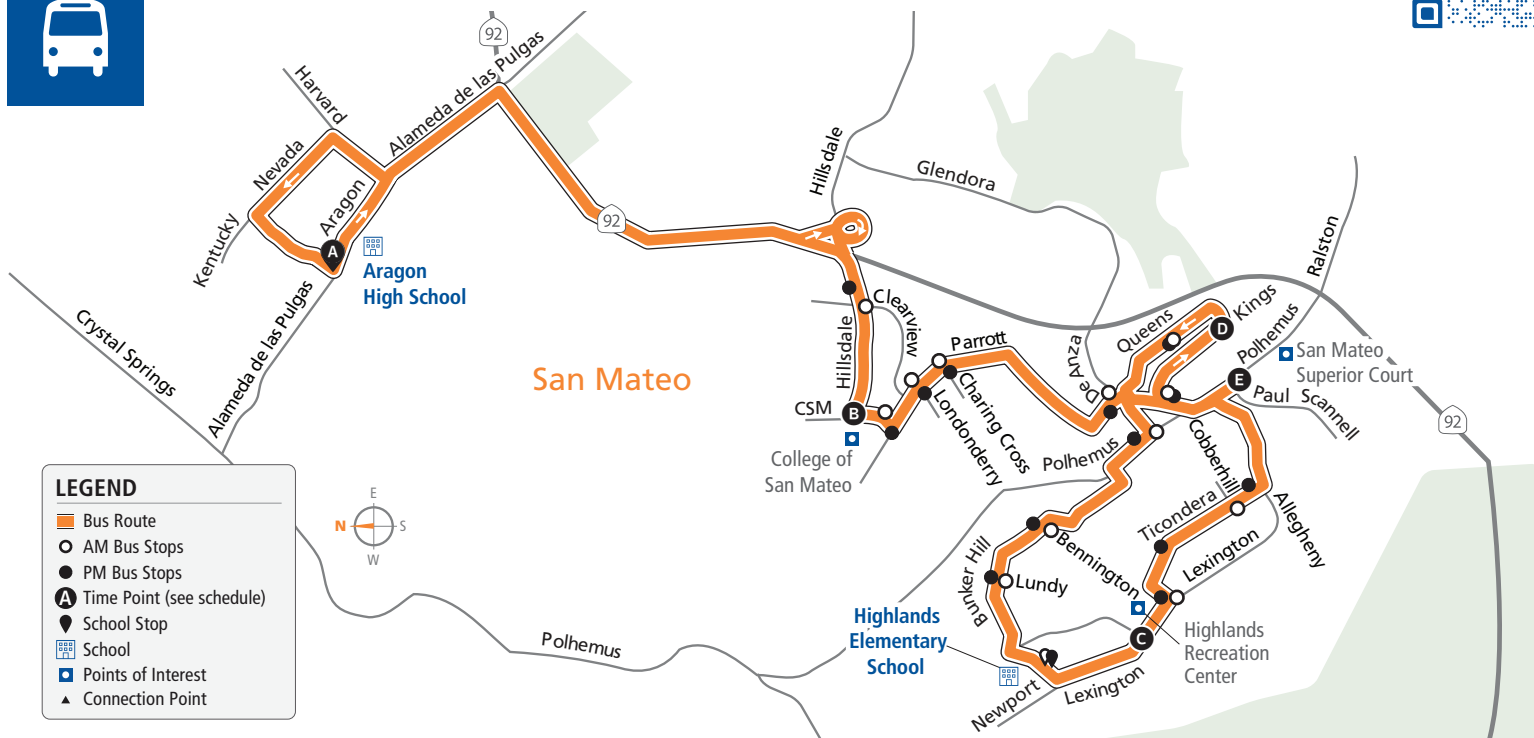 92
Alameda de las Pulgas
Harvard
Nevada
Aragon
Kentucky
A
Aragon
High School
Alameda de las Pulgas
Crystal Springs
92
Hillsdale
Glendora
Ralston
Clearview
Hillsdale
Parrott
De Anza
Queens
Kings
D
Polhemus
San Mateo
Superior Court
E
Paul Scannell
92
San Mateo
CSM
B
Charing Cross
Londonderry
College of
San Mateo
Polhemus
Cobberhill
Ticondera
Allegheny
Lexington
Bennington
Bunker Hill
Lundy
Highlands
Elementary
School
C
Highlands
Recreation
Center
Newport
Lexington
Polhemus
E
N
S
W
LEGEND
Bus Route
AM Bus Stops
PM Bus Stops
A Time Point (see schedule)
School Stop
School
Points of Interest
Connection Point